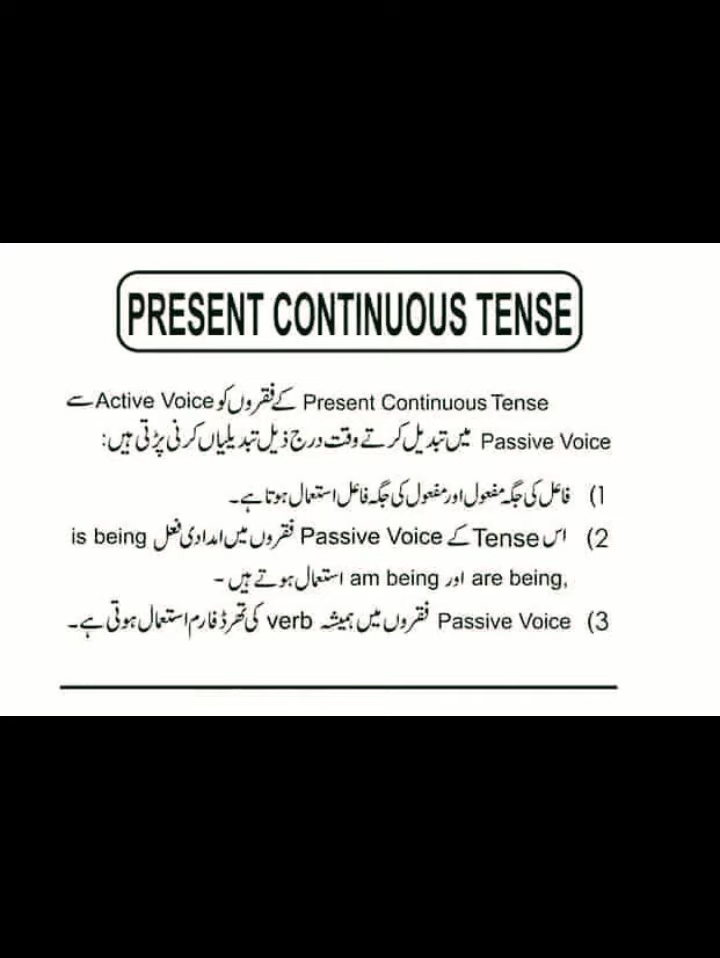 PRESENT CONTINUOUS TENSE
Present Continuous Tense کے فقروں کو Active Voice سے
Passive Voice میں تبدیل کرتے وقت درج ذیل تبدیلیاں کرنی پڑتی ہیں:
(1 فاعل کی جگہ مفعول اور مفعول کی جگہ فاعل استعمال ہوتا ہے۔
(2 اس Tense کے Passive Voice فقروں میں امدادی فعل is being
are being, اور am being استعمال ہوتے ہیں -
(3 Passive Voice فقروں میں ہمیشہ verb کی تھرڈ فارم استعمال ہوتی ہے۔